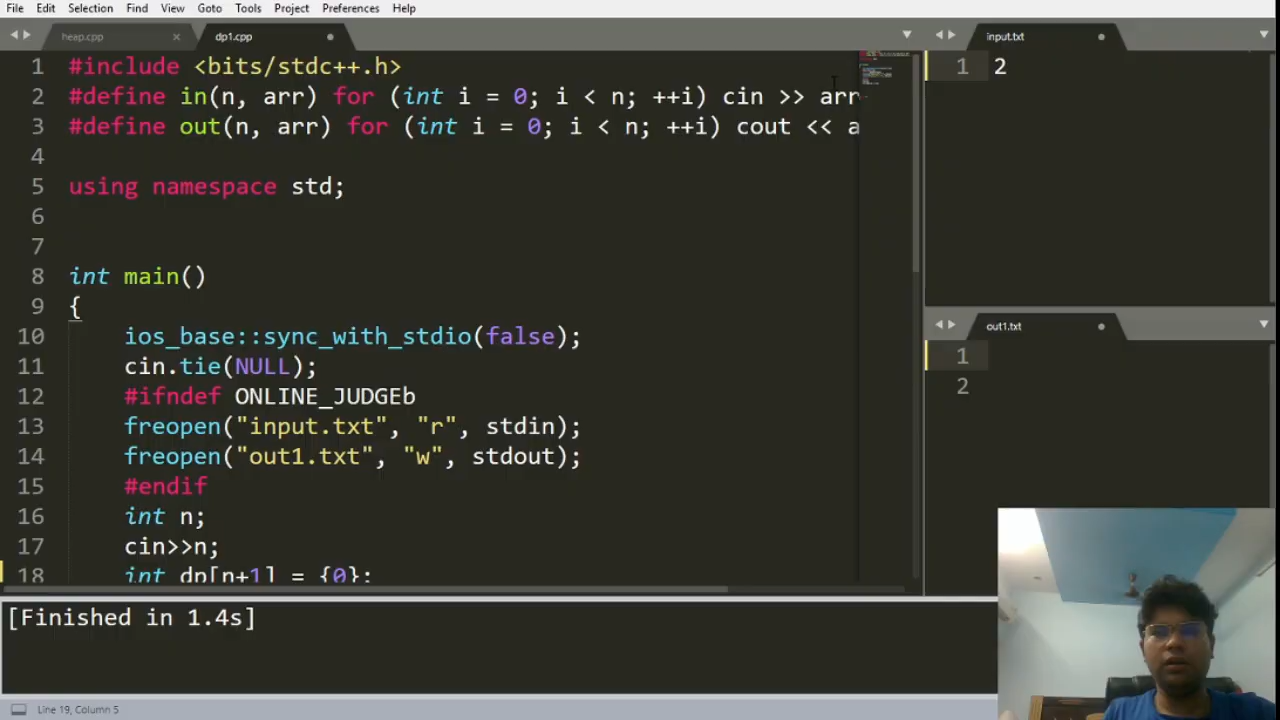 File Edit Selection Find View Goto Tools Project Preferences Help
heap.cpp × dp1.cpp
input.txt
1 #include <bits/stdc++.h>
2 #define in(n, arr) for (int i = 0; i < n; ++i) cin >> arr
3 #define out(n, arr) for (int i = 0; i < n; ++i) cout << a
4
5 using namespace std;
6
7
8 int main()
9 {
10 ios_base::sync_with_stdio(false);
11 cin.tie(NULL);
12 #ifndef ONLINE_JUDGEb
13 freopen("input.txt", "r", stdin);
14 freopen("out1.txt", "w", stdout);
15 #endif
16 int n;
17 cin>>n;
18 int dp[n+1] = {0};
1 2
out1.txt
1
2
[Finished in 1.4s]
Line 19, Column 5